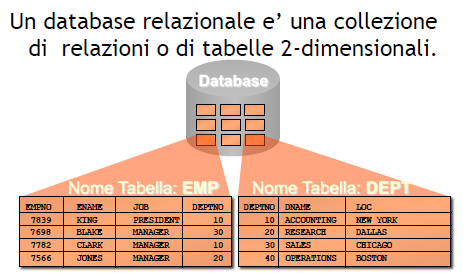 Un database relazionale e’ una collezione
di relazioni o di tabelle 2-dimensionali.
Database
Nome Tabella: EMP
EMPNO ENAME JOB DEPTNO
7839 KING PRESIDENT 10
7698 BLAKE MANAGER 30
7782 CLARK MANAGER 10
7566 JONES MANAGER 20
Nome Tabella: DEPT
DEPTNO DNAME LOC
10 ACCOUNTING NEW YORK
20 RESEARCH DALLAS
30 SALES CHICAGO
40 OPERATIONS BOSTON